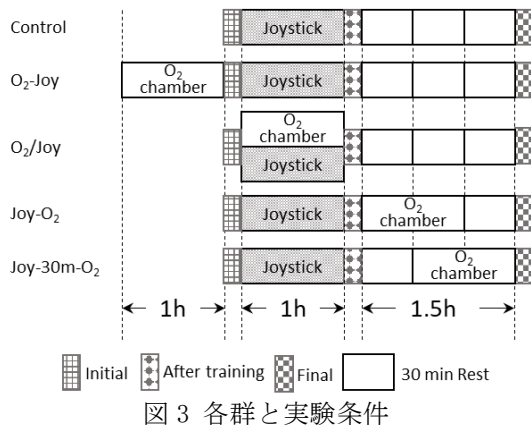 Control
Joystick
O₂-Joy
O₂
chamber
Joystick
O₂/Joy
O₂
chamber
Joystick
Joy-O₂
Joystick
O₂
chamber
Joy-30m-O₂
Joystick
O₂
chamber
1h
1h
1.5h
Initial
After training
Final
30 min Rest
図 3 各群と実験条件